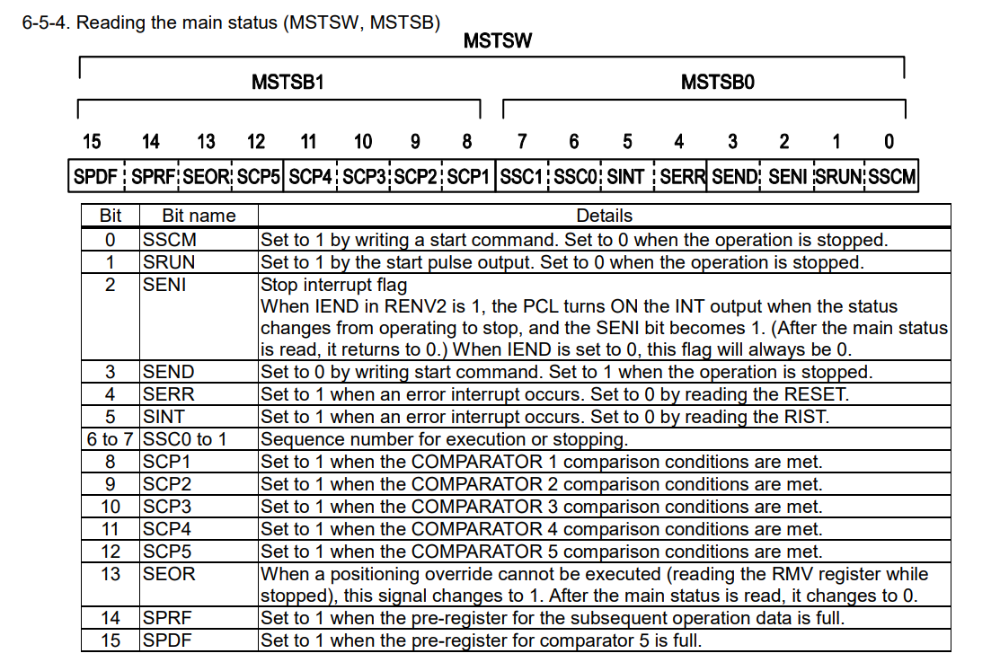 6-5-4. Reading the main status (MSTSW, MSTSB)
MSTSW
MSTSB1 MSTSB0
15 14 13 12 11 10 9 8 7 6 5 4 3 2 1 0
SPDF SPRF SEOR SCP5 SCP4 SCP3 SCP2 SCP1 SSC1 SSC0 SINT SERR SEND SENI SRUN SSCM
Bit Bit name Details
0 SSCM Set to 1 by writing a start command. Set to 0 when the operation is stopped.
1 SRUN Set to 1 by the start pulse output. Set to 0 when the operation is stopped.
2 SENI Stop interrupt flag
When IEND in RENV2 is 1, the PCL turns ON the INT output when the status
changes from operating to stop, and the SENI bit becomes 1. (After the main status
is read, it returns to 0.) When IEND is set to 0, this flag will always be 0.
3 SEND Set to 0 by writing start command. Set to 1 when the operation is stopped.
4 SERR Set to 1 when an error interrupt occurs. Set to 0 by reading the RESET.
5 SINT Set to 1 when an error interrupt occurs. Set to 0 by reading the RIST.
6 to 7 SSC0 to 1 Sequence number for execution or stopping.
8 SCP1 Set to 1 when the COMPARATOR 1 comparison conditions are met.
9 SCP2 Set to 1 when the COMPARATOR 2 comparison conditions are met.
10 SCP3 Set to 1 when the COMPARATOR 3 comparison conditions are met.
11 SCP4 Set to 1 when the COMPARATOR 4 comparison conditions are met.
12 SCP5 Set to 1 when the COMPARATOR 5 comparison conditions are met.
13 SEOR When a positioning override cannot be executed (reading the RMV register while
stopped), this signal changes to 1. After the main status is read, it changes to 0.
14 SPRF Set to 1 when the pre-register for the subsequent operation data is full.
15 SPDF Set to 1 when the pre-register for comparator 5 is full.